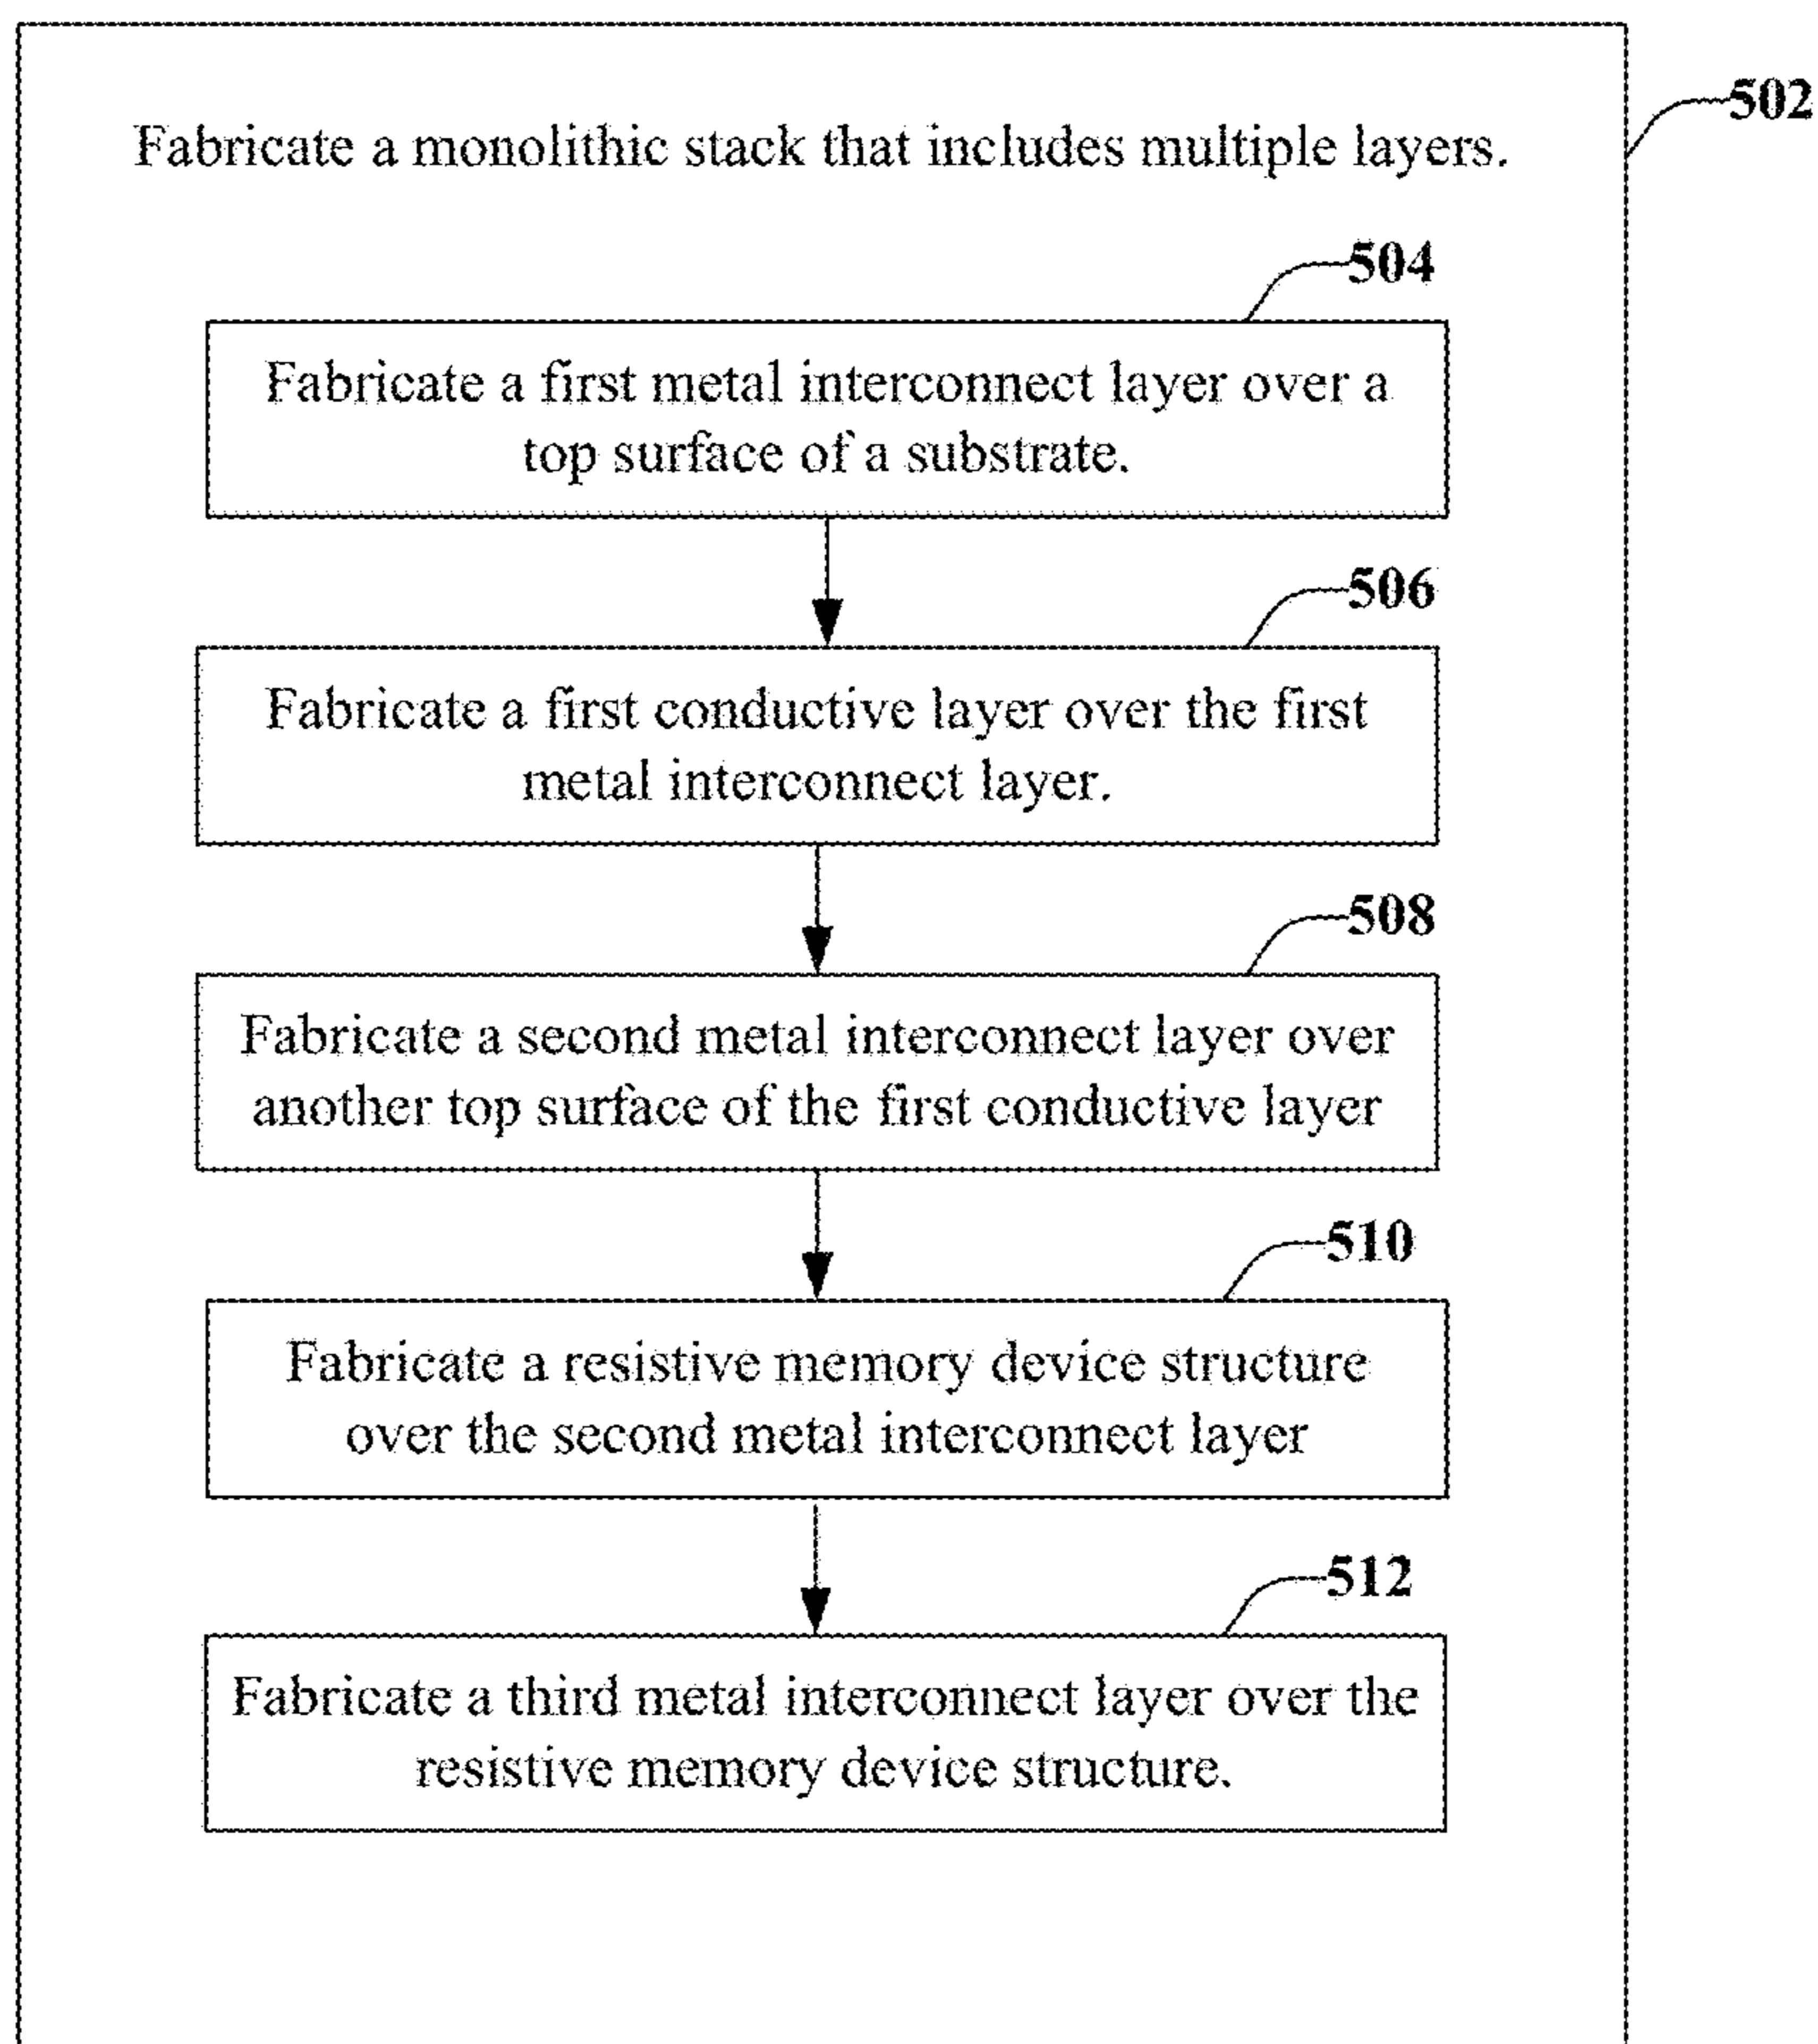 502
Fabricate a monolithic stack that includes multiple layers.
504
Fabricate a first metal interconnect layer over a
top surface of a substrate.
506
Fabricate a first conductive layer over the first
metal interconnect layer.
508
Fabricate a second metal interconnect layer over
another top surface of the first conductive layer
510
Fabricate a resistive memory device structure
over the second metal interconnect layer
512
Fabricate a third metal interconnect layer over the
resistive memory device structure.